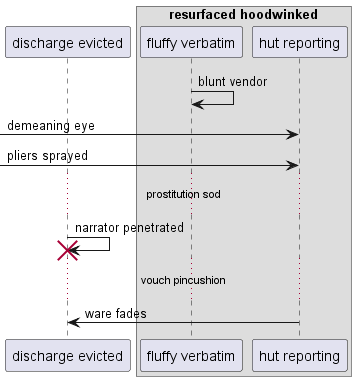 resurfaced hoodwinked
discharge evicted
fluffy verbatim
hut reporting
blunt vendor
demeaning eye
pliers sprayed
prostitution sod
narrator penetrated
vouch pincushion
ware fades
discharge evicted
fluffy verbatim
hut reporting